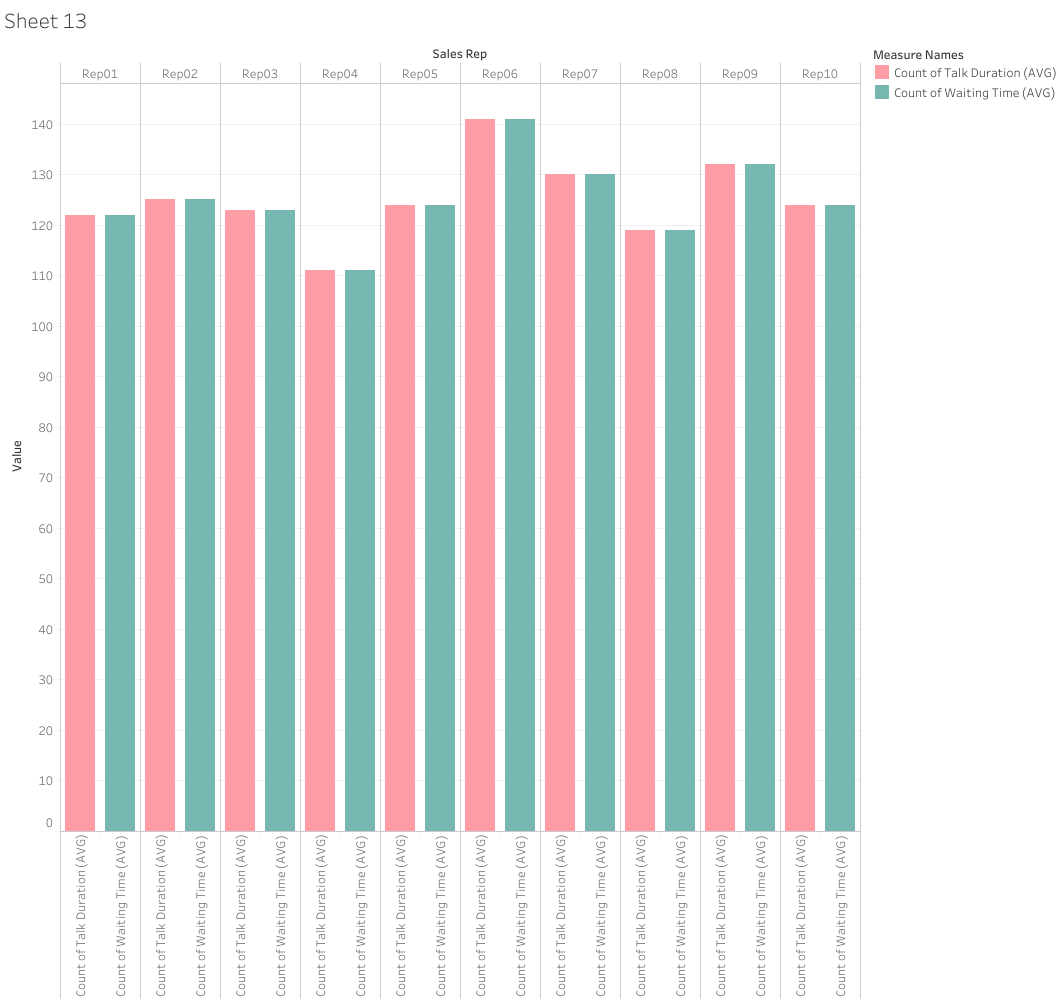 Sheet 13
Sales Rep
Rep01 Rep02 Rep03 Rep04 Rep05 Rep06 Rep07 Rep08 Rep09 Rep10
Measure Names
Count of Talk Duration (AVG)
Count of Waiting Time (AVG)
140
130
120
110
100
90
80
70
60
50
40
30
20
10
0
Value
Count of Talk Duration (AVG)
Count of Waiting Time (AVG)
Count of Talk Duration (AVG)
Count of Waiting Time (AVG)
Count of Talk Duration (AVG)
Count of Waiting Time (AVG)
Count of Talk Duration (AVG)
Count of Waiting Time (AVG)
Count of Talk Duration (AVG)
Count of Waiting Time (AVG)
Count of Talk Duration (AVG)
Count of Waiting Time (AVG)
Count of Talk Duration (AVG)
Count of Waiting Time (AVG)
Count of Talk Duration (AVG)
Count of Waiting Time (AVG)
Count of Talk Duration (AVG)
Count of Waiting Time (AVG)
Count of Talk Duration (AVG)
Count of Waiting Time (AVG)